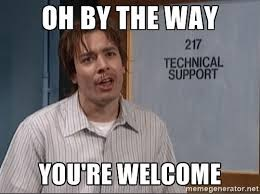 OH BY THE WAY
217
TECHNICAL
SUPPORT
YOU'RE WELCOME
memegenerator.net